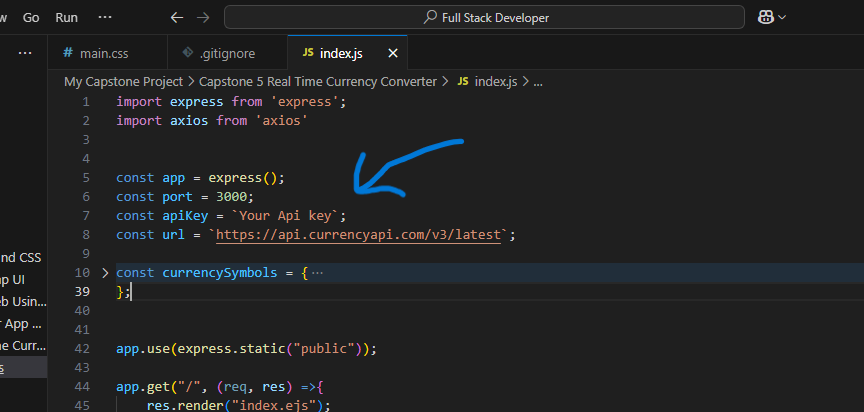 w Go Run ··· ← → Full Stack Developer
··· # main.css .gitignore JS index.js ×
My Capstone Project > Capstone 5 Real Time Currency Converter > JS index.js > ...
1 import express from 'express';
2 import axios from 'axios'
3
4
5 const app = express();
6 const port = 3000;
7 const apiKey = `Your Api key`;
8 const url = `https://api.currencyapi.com/v3/latest`;
9
nd CSS
10 > const currencySymbols = { ···
p UI
39 };
eb Usin...
40
r App ...
41
ne Curr...
42 app.use(express.static("public"));
s
43
44 app.get("/", (req, res) =>{
45 res.render("index.ejs");